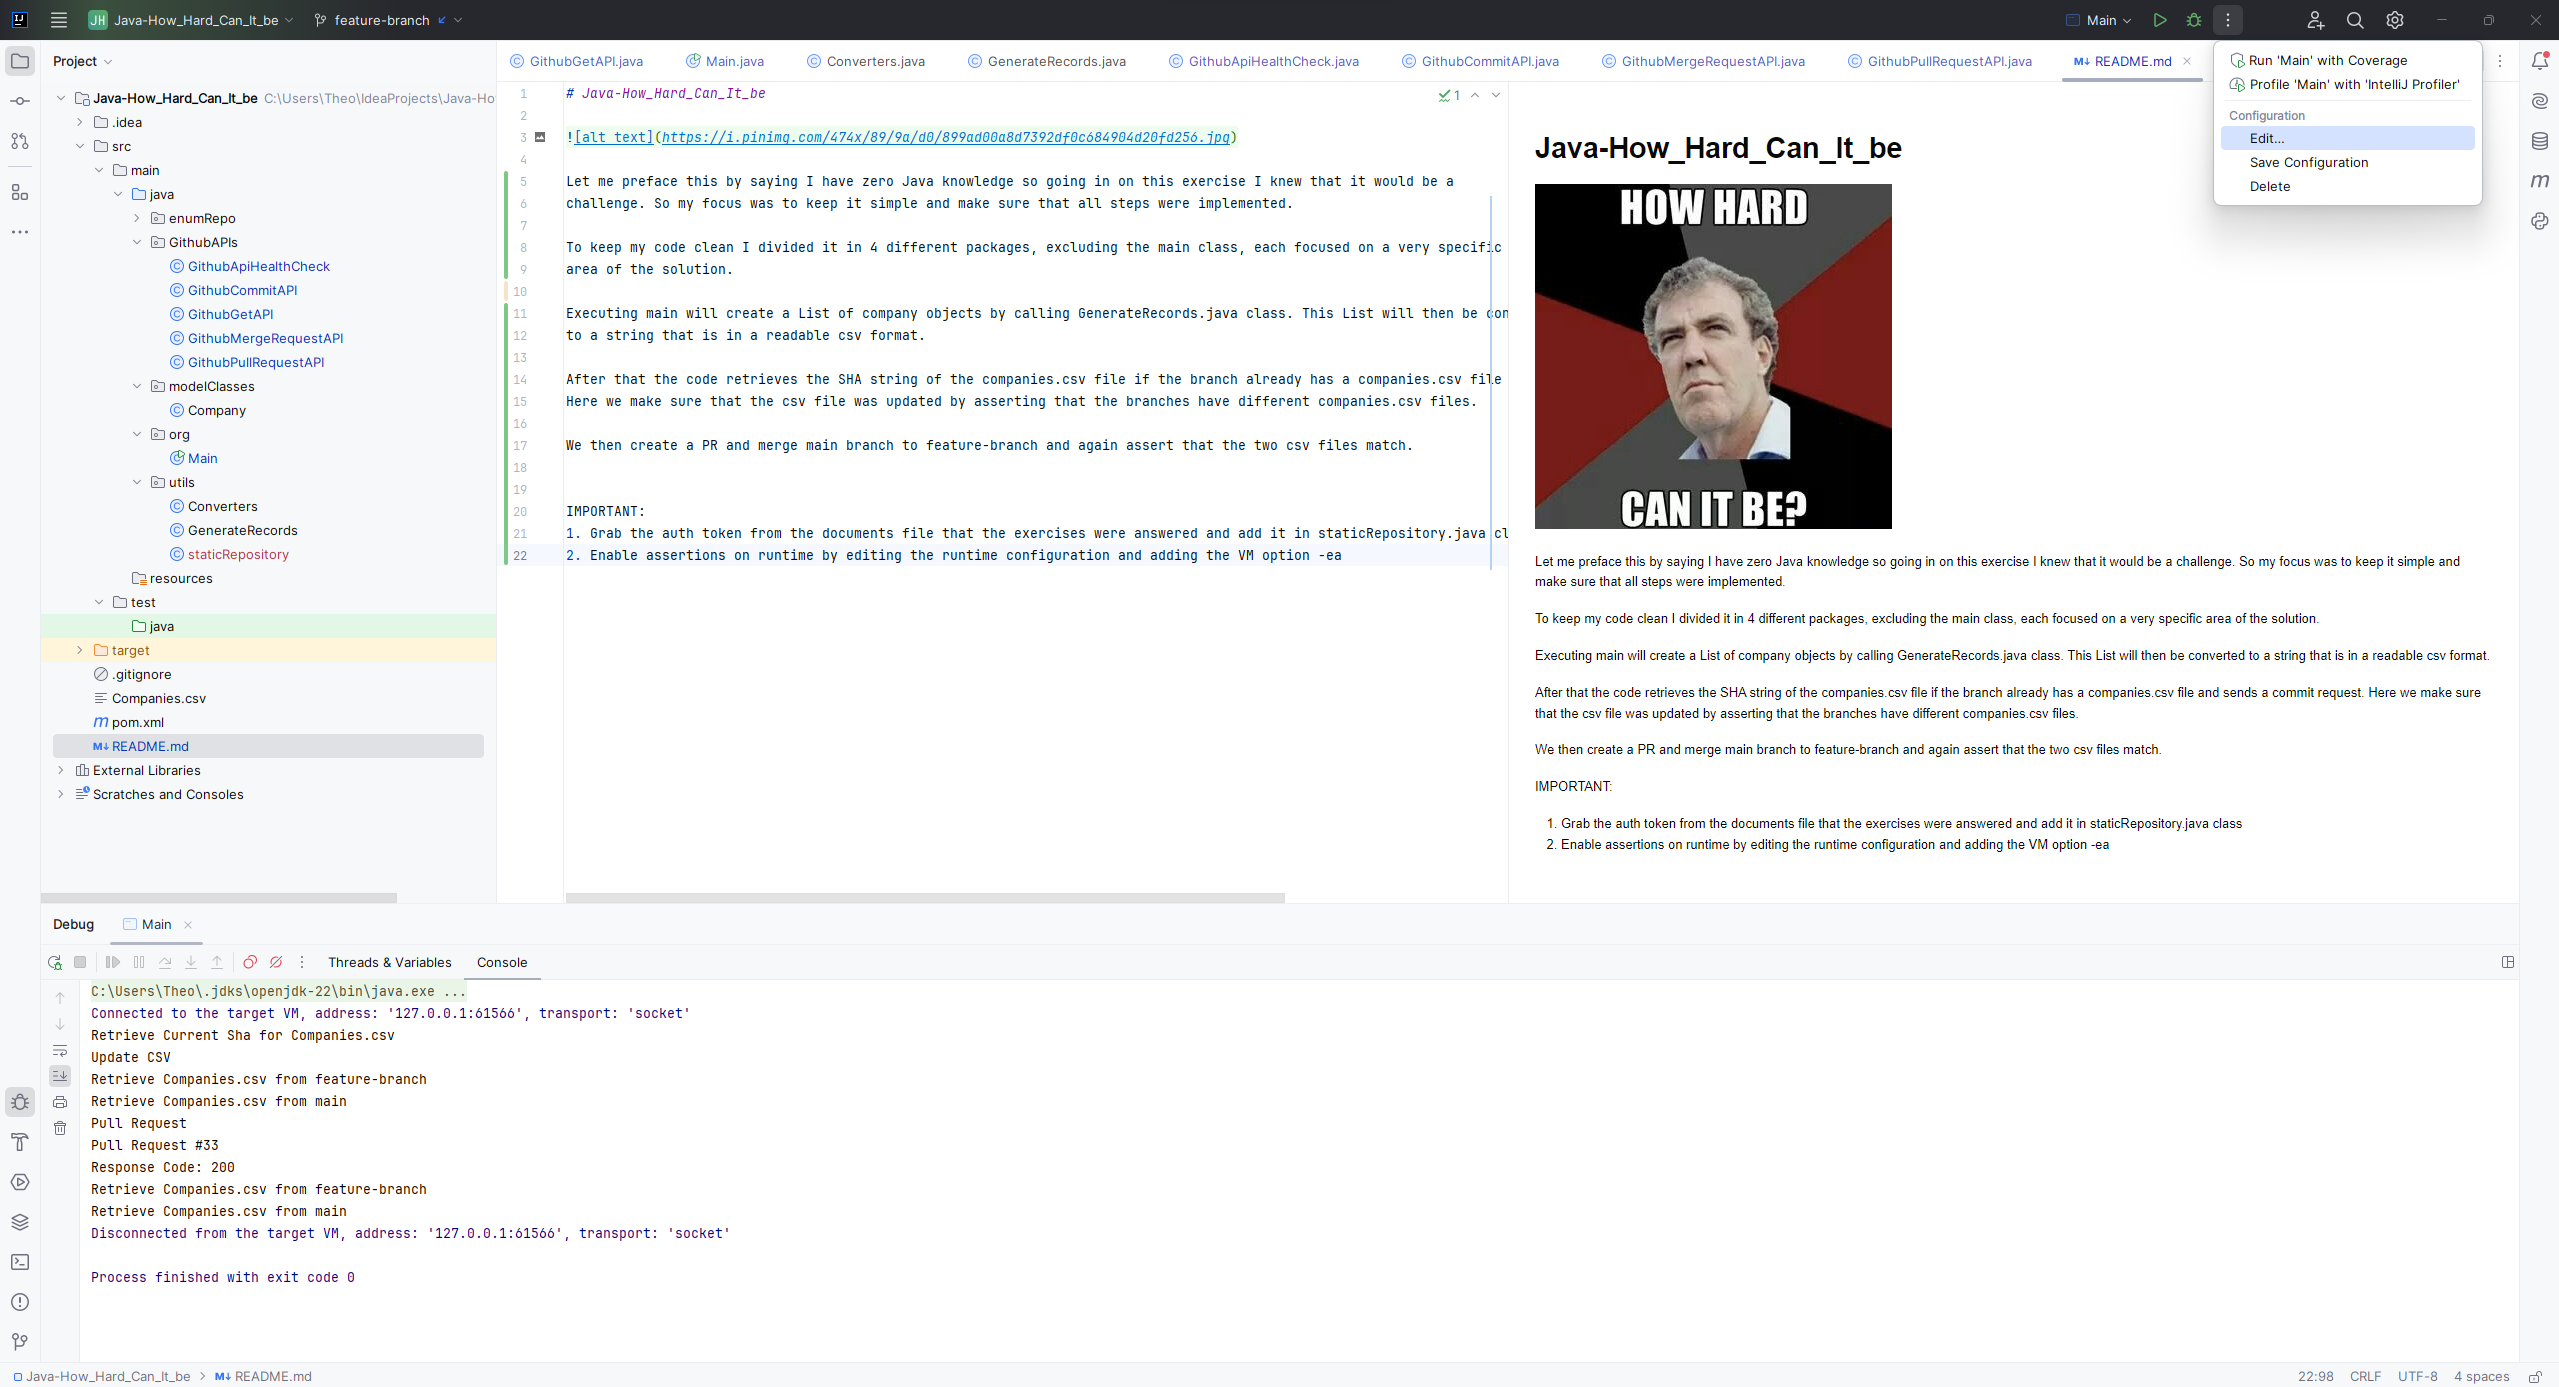 JH Java-How_Hard_Can_It_be feature-branch
Main
Project
GithubGetAPI.java Main.java Converters.java GenerateRecords.java GithubApiHealthCheck.java GithubCommitAPI.java GithubMergeRequestAPI.java GithubPullRequestAPI.java M↓ README.md
Run 'Main' with Coverage
Profile 'Main' with 'IntelliJ Profiler'
Configuration
Edit...
Save Configuration
Delete
Java-How_Hard_Can_It_be C:\Users\Theo\IdeaProjects\Java-Ho
.idea
src
main
java
enumRepo
GithubAPIs
GithubApiHealthCheck
GithubCommitAPI
GithubGetAPI
GithubMergeRequestAPI
GithubPullRequestAPI
modelClasses
Company
org
Main
utils
Converters
GenerateRecords
staticRepository
resources
test
java
target
.gitignore
Companies.csv
m pom.xml
M↓ README.md
External Libraries
Scratches and Consoles
1 # Java-How_Hard_Can_It_be
1
2
3 ![alt text](https://i.pinimg.com/474x/89/9a/d0/899ad00a8d7392df0c684904d20fd256.jpg)
4
5 Let me preface this by saying I have zero Java knowledge so going in on this exercise I knew that it would be a
6 challenge. So my focus was to keep it simple and make sure that all steps were implemented.
7
8 To keep my code clean I divided it in 4 different packages, excluding the main class, each focused on a very specific
9 area of the solution.
10
11 Executing main will create a List of company objects by calling GenerateRecords.java class. This List will then be con
12 to a string that is in a readable csv format.
13
14 After that the code retrieves the SHA string of the companies.csv file if the branch already has a companies.csv file
15 Here we make sure that the csv file was updated by asserting that the branches have different companies.csv files.
16
17 We then create a PR and merge main branch to feature-branch and again assert that the two csv files match.
18
19
20 IMPORTANT:
21 1. Grab the auth token from the documents file that the exercises were answered and add it in staticRepository.java cl
22 2. Enable assertions on runtime by editing the runtime configuration and adding the VM option -ea
Java-How_Hard_Can_It_be
HOW HARD
CAN IT BE?
Let me preface this by saying I have zero Java knowledge so going in on this exercise I knew that it would be a challenge. So my focus was to keep it simple and
make sure that all steps were implemented.
To keep my code clean I divided it in 4 different packages, excluding the main class, each focused on a very specific area of the solution.
Executing main will create a List of company objects by calling GenerateRecords.java class. This List will then be converted to a string that is in a readable csv format.
After that the code retrieves the SHA string of the companies.csv file if the branch already has a companies.csv file and sends a commit request. Here we make sure
that the csv file was updated by asserting that the branches have different companies.csv files.
We then create a PR and merge main branch to feature-branch and again assert that the two csv files match.
IMPORTANT:
1. Grab the auth token from the documents file that the exercises were answered and add it in staticRepository.java class
2. Enable assertions on runtime by editing the runtime configuration and adding the VM option -ea
Debug Main
Threads & Variables Console
C:\Users\Theo\.jdks\openjdk-22\bin\java.exe ...
Connected to the target VM, address: '127.0.0.1:61566', transport: 'socket'
Retrieve Current Sha for Companies.csv
Update CSV
Retrieve Companies.csv from feature-branch
Retrieve Companies.csv from main
Pull Request
Pull Request #33
Response Code: 200
Retrieve Companies.csv from feature-branch
Retrieve Companies.csv from main
Disconnected from the target VM, address: '127.0.0.1:61566', transport: 'socket'
Process finished with exit code 0
Java-How_Hard_Can_It_be > M↓ README.md
22:98 CRLF UTF-8 4 spaces